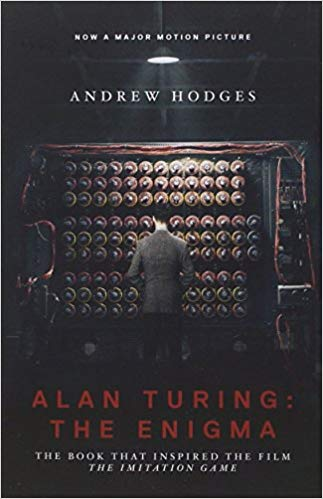 NOW A MAJOR MOTION PICTURE
ANDREW HODGES
ALAN TURING:
THE ENIGMA
THE BOOK THAT INSPIRED THE FILM
THE IMITATION GAME